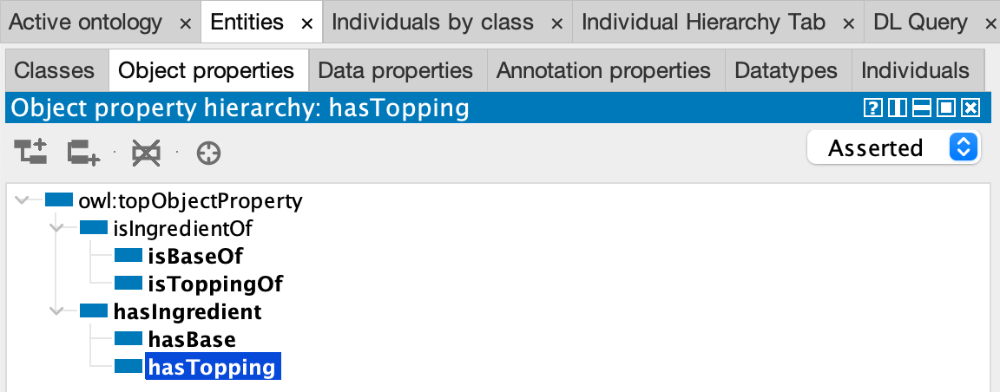 Active ontology × Entities × Individuals by class × Individual Hierarchy Tab × DL Query ×
Classes Object properties Data properties Annotation properties Datatypes Individuals
Object property hierarchy: hasTopping
Asserted
owl:topObjectProperty
isIngredientOf
isBaseOf
isToppingOf
hasIngredient
hasBase
hasTopping